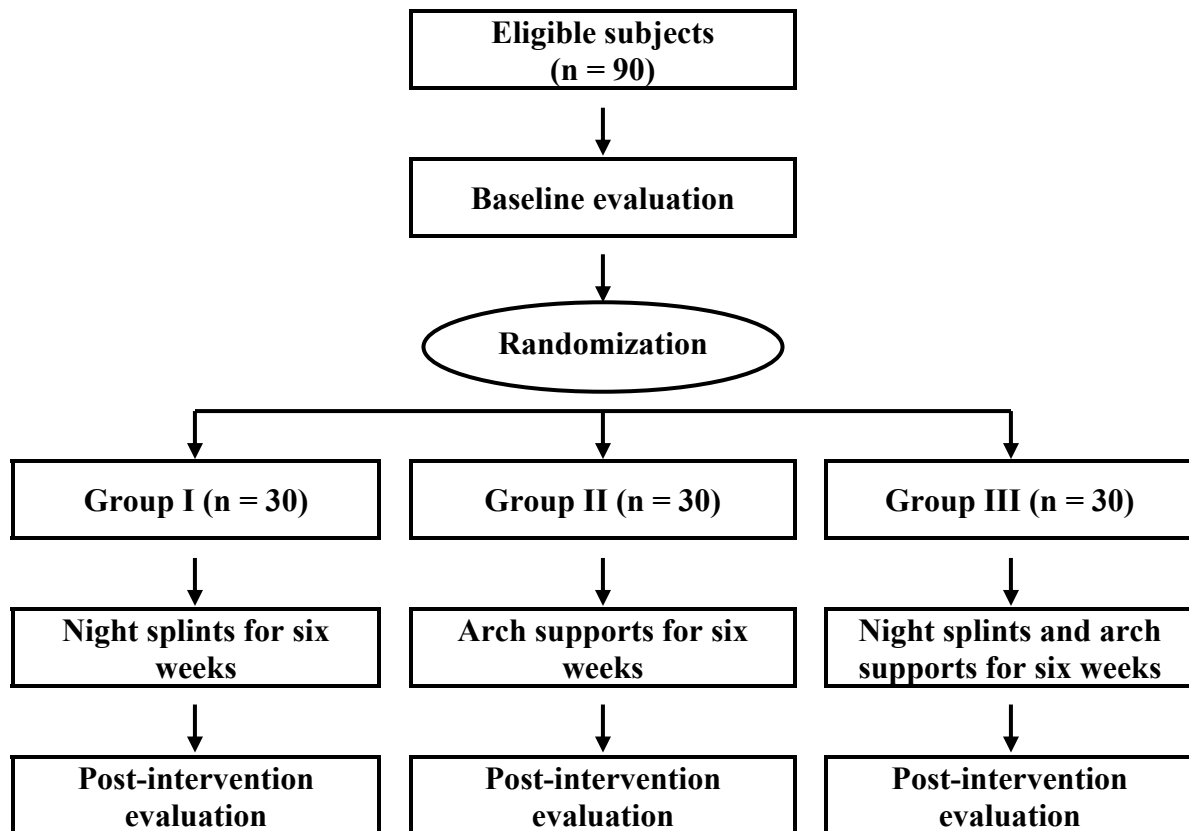 Eligible subjects
(n = 90)
Baseline evaluation
Randomization
Group I (n = 30)
Group II (n = 30)
Group III (n = 30)
Night splints for six
weeks
Arch supports for six
weeks
Night splints and arch
supports for six weeks
Post-intervention
evaluation
Post-intervention
evaluation
Post-intervention
evaluation